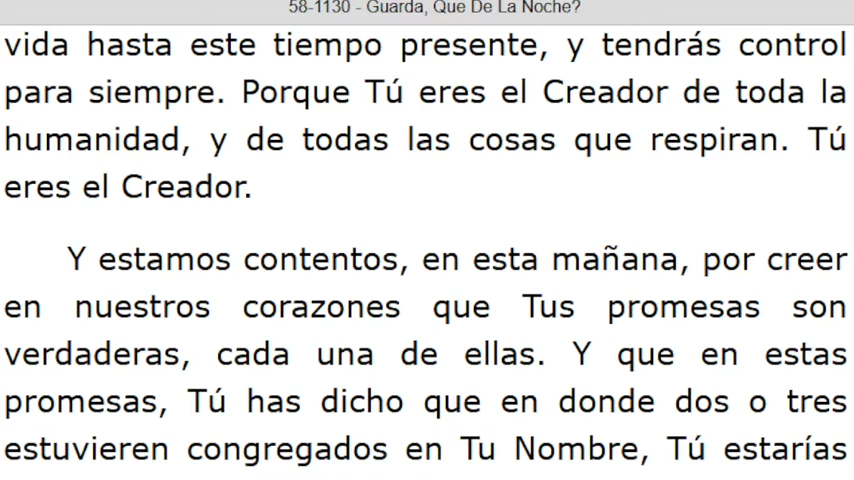 58-1130 - Guarda, Que De La Noche?
vida hasta este tiempo presente, y tendrás control
para siempre. Porque Tú eres el Creador de toda la
humanidad, y de todas las cosas que respiran. Tú
eres el Creador.
Y estamos contentos, en esta mañana, por creer
en nuestros corazones que Tus promesas son
verdaderas, cada una de ellas. Y que en estas
promesas, Tú has dicho que en donde dos o tres
estuvieren congregados en Tu Nombre, Tú estarías